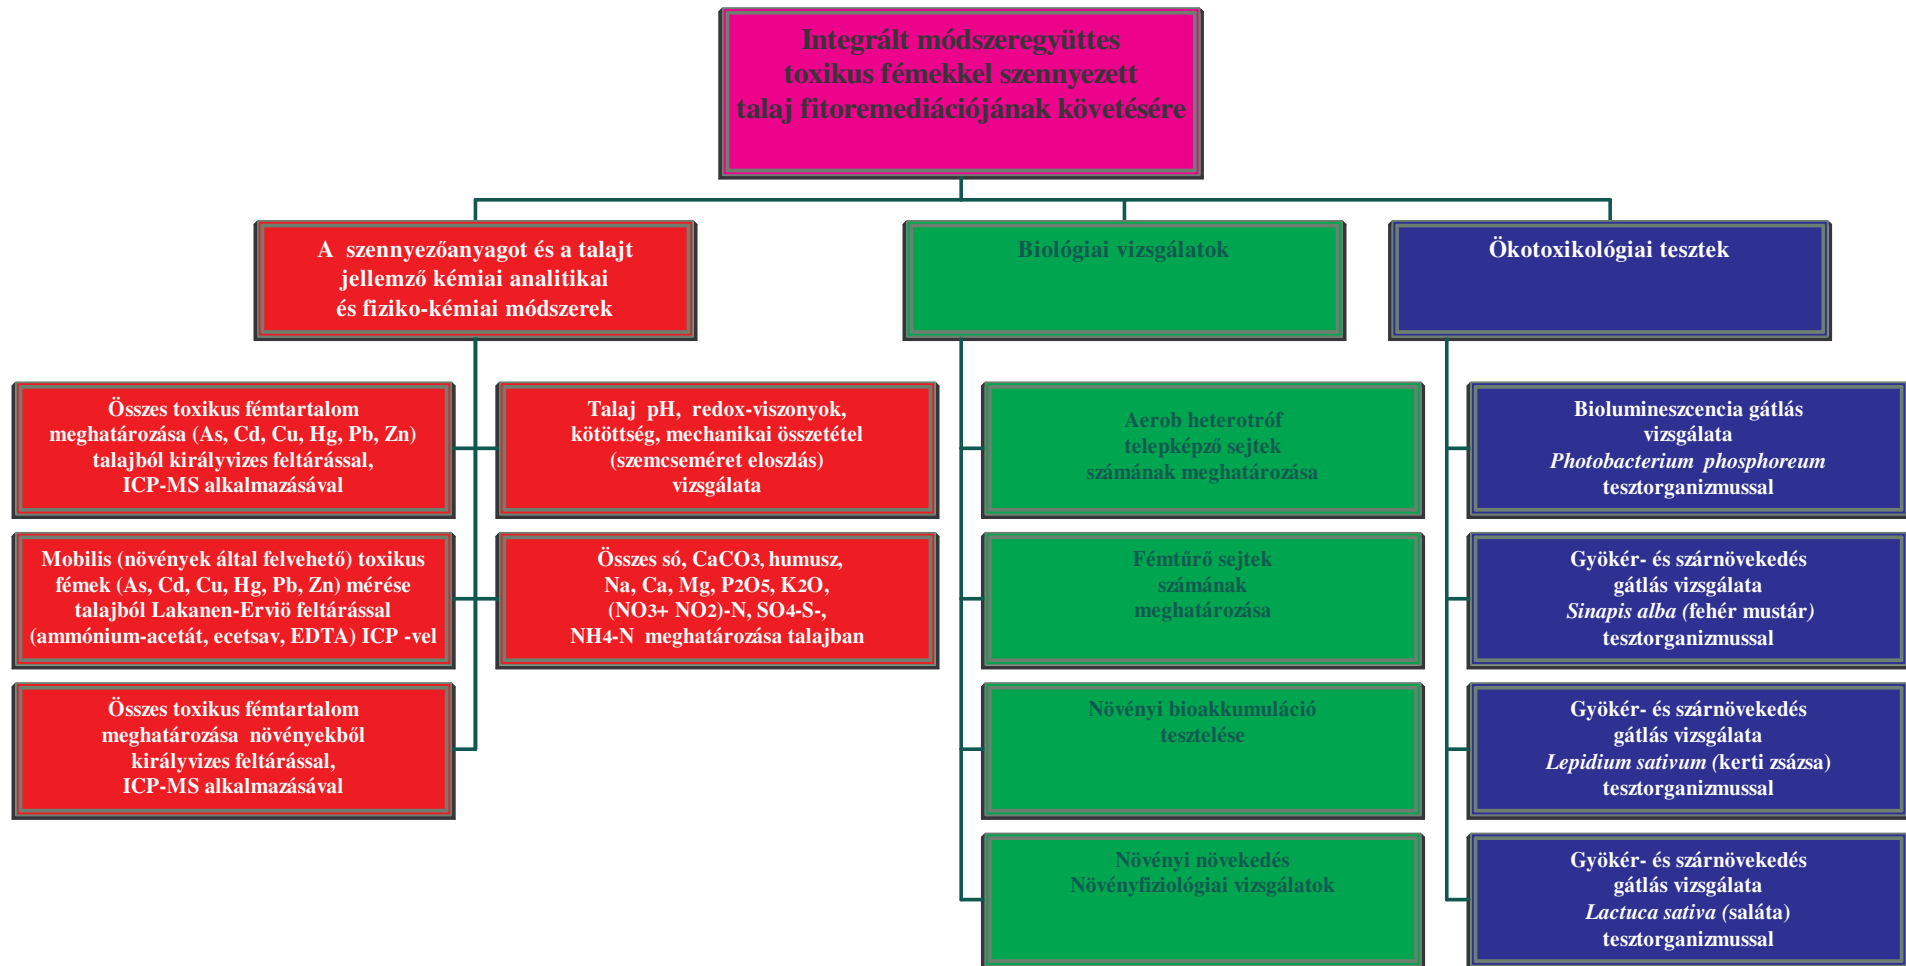 Integrált módszeregyüttes
toxikus fémekkel szennyezett
talaj fitoremediációjának követésére
A szennyezőanyagot és a talajt
jellemző kémiai analitikai
és fiziko-kémiai módszerek
Biológiai vizsgálatok
Ökotoxikológiai tesztek
Összes toxikus fémtartalom
meghatározása (As, Cd, Cu, Hg, Pb, Zn)
talajból királyvizes feltárással,
ICP-MS alkalmazásával
Talaj pH, redox-viszonyok,
kötöttség, mechanikai összetétel
(szemcseméret eloszlás)
vizsgálata
Mobilis (növények által felvehető) toxikus
fémek (As, Cd, Cu, Hg, Pb, Zn) mérése
talajból Lakanen-Erviö feltárással
(ammónium-acetát, ecetsav, EDTA) ICP -vel
Összes só, CaCO3, humusz,
Na, Ca, Mg, P2O5, K2O,
(NO3+ NO2)-N, SO4-S-,
NH4-N meghatározása talajban
Összes toxikus fémtartalom
meghatározása növényekből
királyvizes feltárással,
ICP-MS alkalmazásával
Aerob heterotróf
telepképző sejtek
számának meghatározása
Fémtűrő sejtek
számának
meghatározása
Növényi bioakkumuláció
tesztelése
Növényi növekedés
Növényfiziológiai vizsgálatok
Biolumineszcencia gátlás
vizsgálata
Photobacterium phosphoreum
tesztorganizmussal
Gyökér- és szárnövekedés
gátlás vizsgálata
Sinapis alba (fehér mustár)
tesztorganizmussal
Gyökér- és szárnövekedés
gátlás vizsgálata
Lepidium sativum (kerti zsázsa)
tesztorganizmussal
Gyökér- és szárnövekedés
gátlás vizsgálata
Lactuca sativa (saláta)
tesztorganizmussal